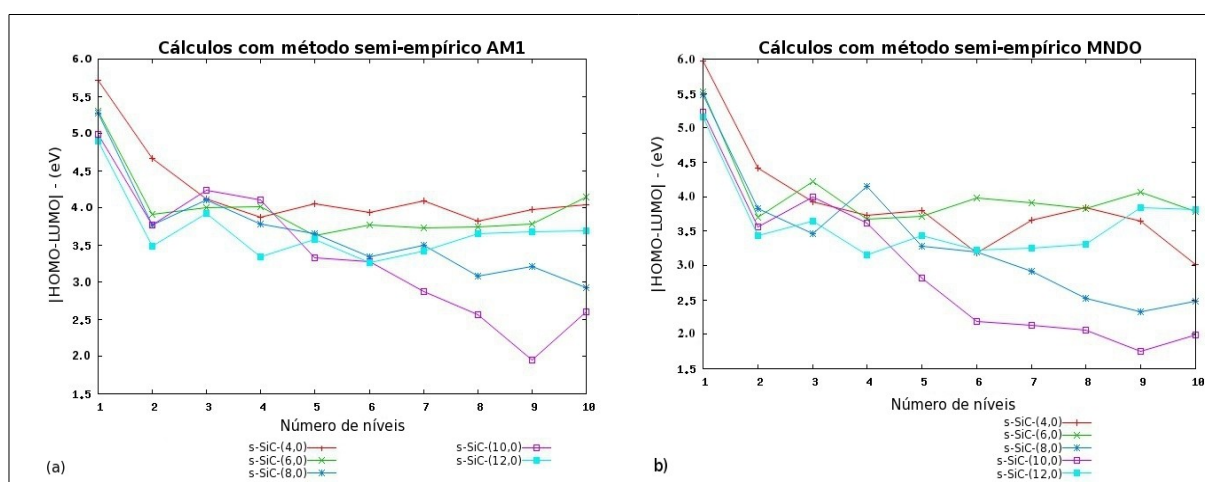 Cálculos com método semi-empírico AM1
6.0
5.5
5.0
4.5
4.0
3.5
3.0
2.5
2.0
1.5
|HOMO-LUMO| - (eV)
1 2 3 4 5 6 7 8 9 10
Número de níveis
s-SiC-(4,0)
s-SiC-(6,0)
s-SiC-(8,0)
s-SiC-(10,0)
s-SiC-(12,0)
(a)
Cálculos com método semi-empírico MNDO
6.0
5.5
5.0
4.5
4.0
3.5
3.0
2.5
2.0
1.5
|HOMO-LUMO| - (eV)
1 2 3 4 5 6 7 8 9 10
Número de níveis
s-SiC-(4,0)
s-SiC-(6,0)
s-SiC-(8,0)
s-SiC-(10,0)
s-SiC-(12,0)
b)